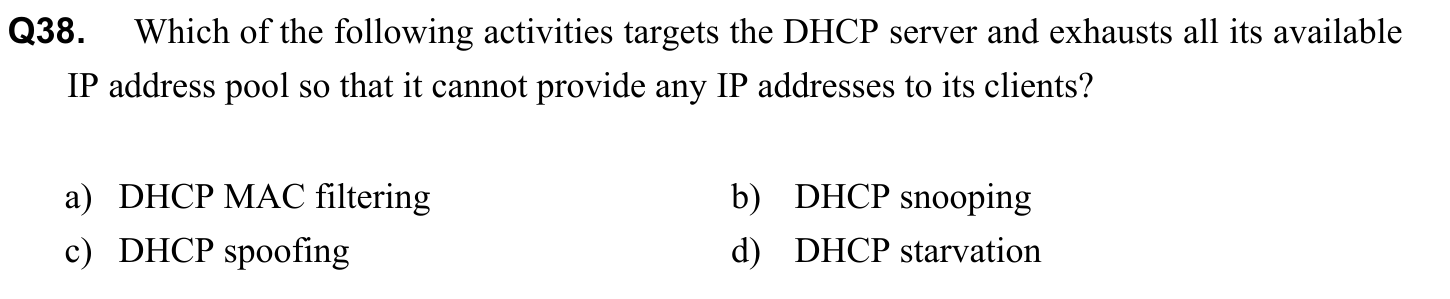 Q38. Which of the following activities targets the DHCP server and exhausts all its available
IP address pool so that it cannot provide any IP addresses to its clients?
a) DHCP MAC filtering b) DHCP snooping
c) DHCP spoofing d) DHCP starvation